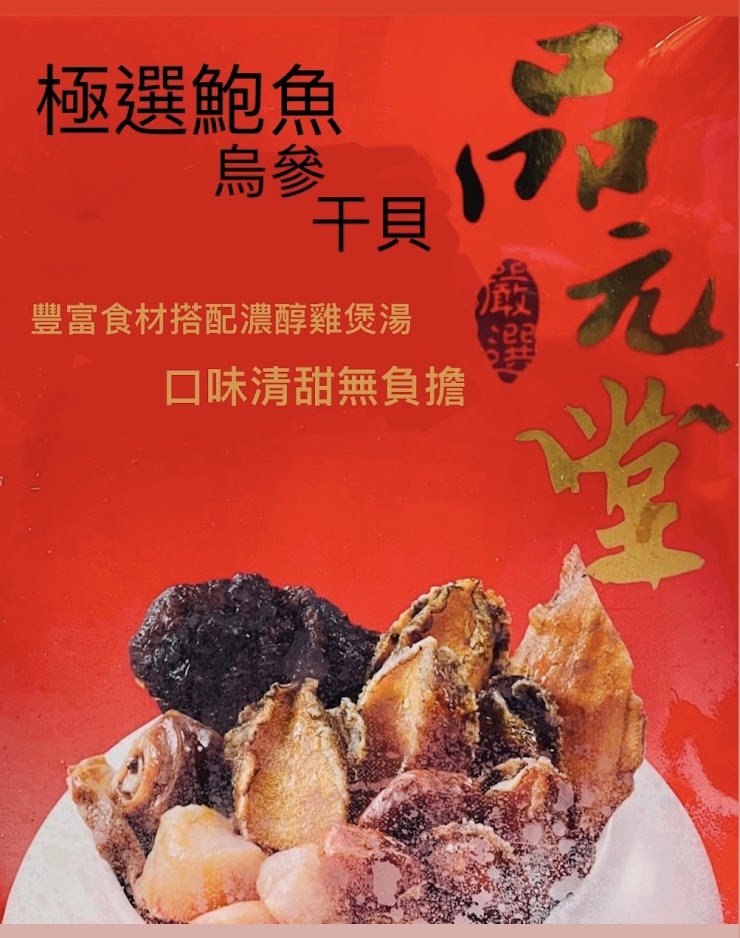 極選鮑魚
烏參
干貝
豐富食材搭配濃醇雞煲湯
口味清甜無負擔
品元堂
嚴選